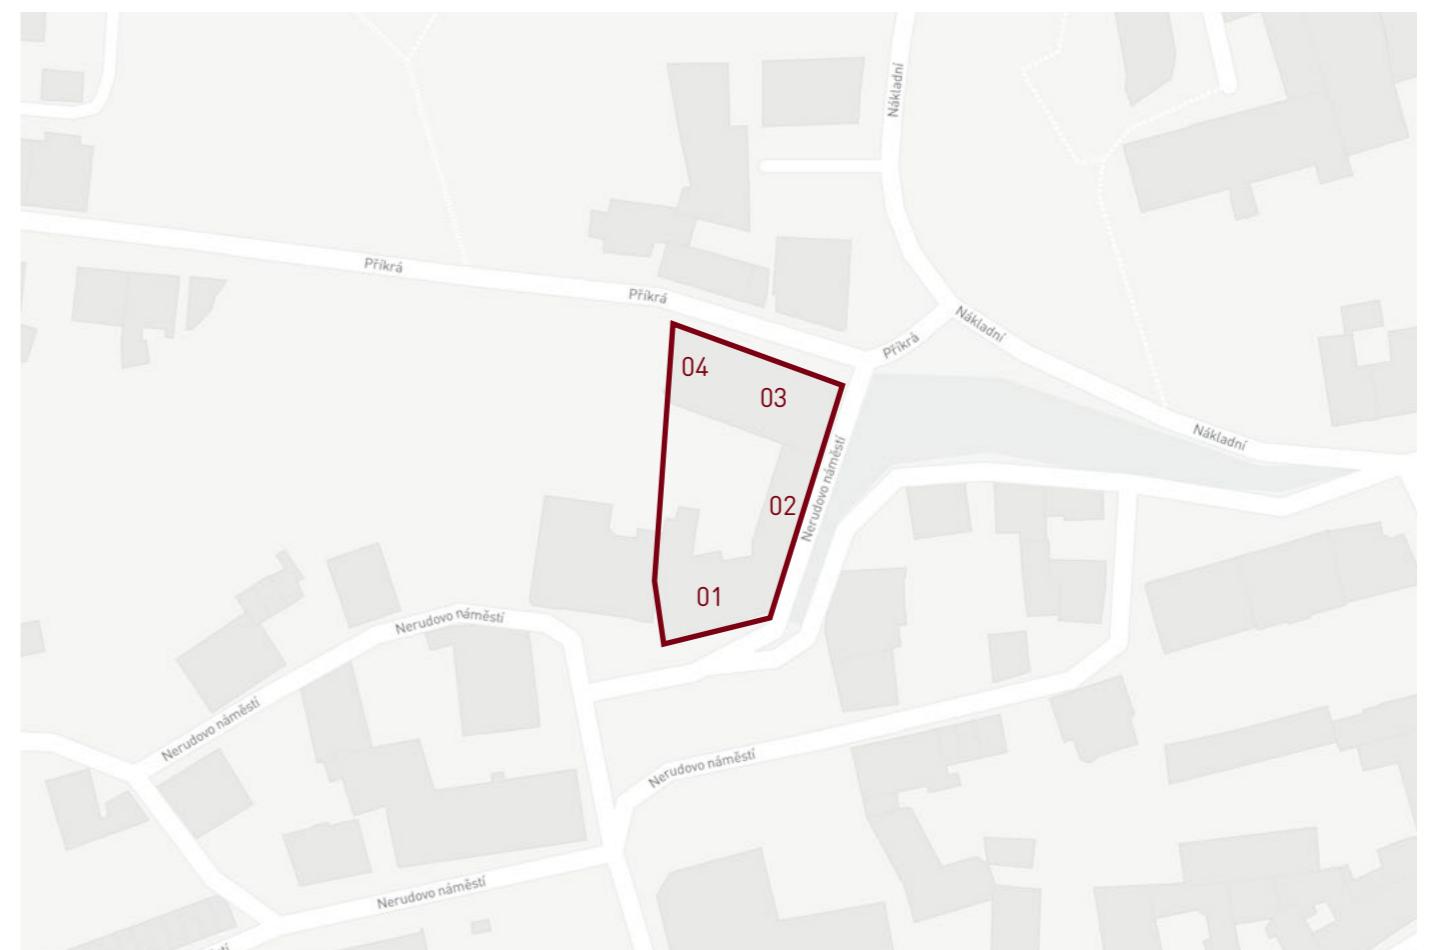 Nákladní
Příkrá
Příkrá
Nákladní
Příkrá
04
03
Nákladní
Nerudovo náměstí
02
01
Nerudovo náměstí
Nerudovo náměstí
Nerudovo náměstí
Nerudovo náměstí